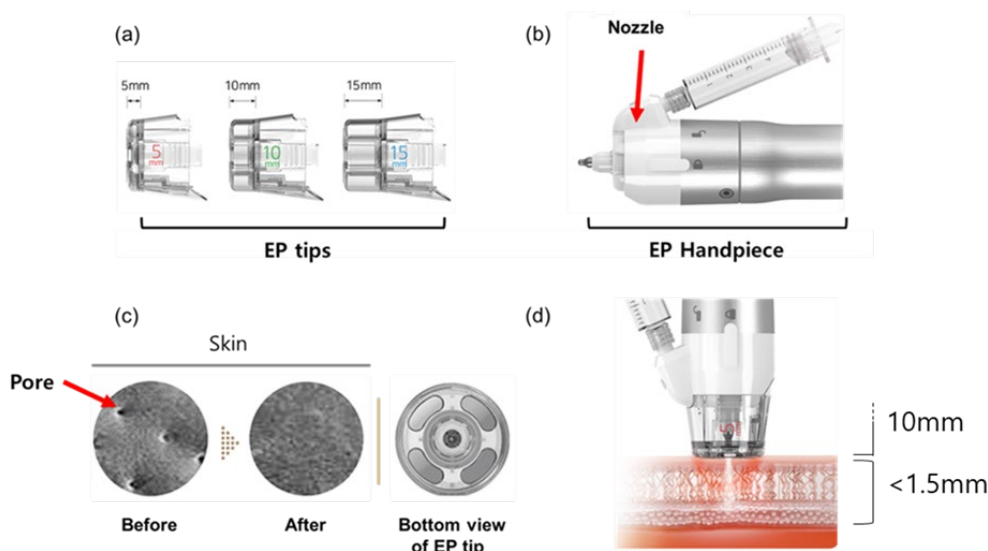 (a)
5mm
10mm
15mm
5
mm
10
mm
15
mm
EP tips
(b)
Nozzle
EP Handpiece
(c)
Skin
Pore
Before
After
Bottom view
of EP tip
(d)
10mm
<1.5mm